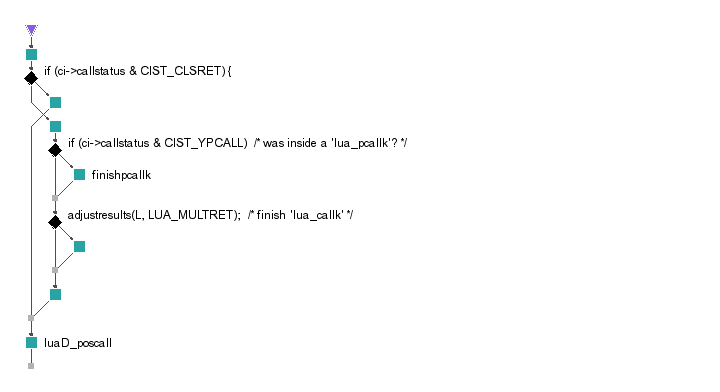 if (ci->callstatus & CIST_CLSRET) {
if (ci->callstatus & CIST_YPCALL)  /* was inside a 'lua_pcallk'? */
finishpcallk
adjustresults(L, LUA_MULTRET);  /* finish 'lua_callk' */
luaD_poscall